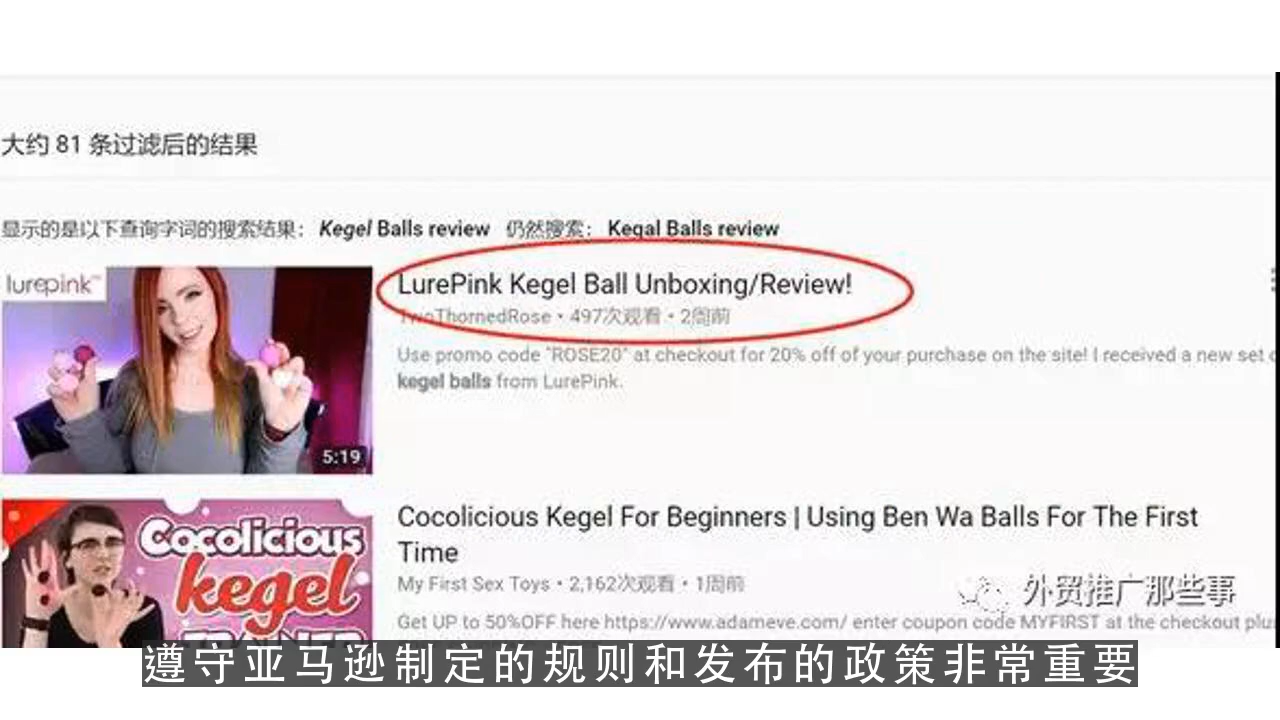 大约 81 条过滤后的结果
显示的是以下查询字词的搜索结果： Kegel Balls review 仍然搜索： Kegal Balls review
lurepink™
LurePink Kegel Ball Unboxing/Review!
TwoThornedRose • 497次观看 • 2周前
Use promo code "ROSE20" at checkout for 20% off of your purchase on the site! I received a new set
kegel balls from LurePink.
5:19
Cocolicious Kegel For Beginners | Using Ben Wa Balls For The First
Time
My First Sex Toys • 2,162次观看 • 1周前
Get UP to 50%OFF here https://www.adameve.com/ enter coupon code MYFIRST at the checkout plu
Cocolicious
kegel
外贸推广那些事
遵守亚马逊制定的规则和发布的政策非常重要